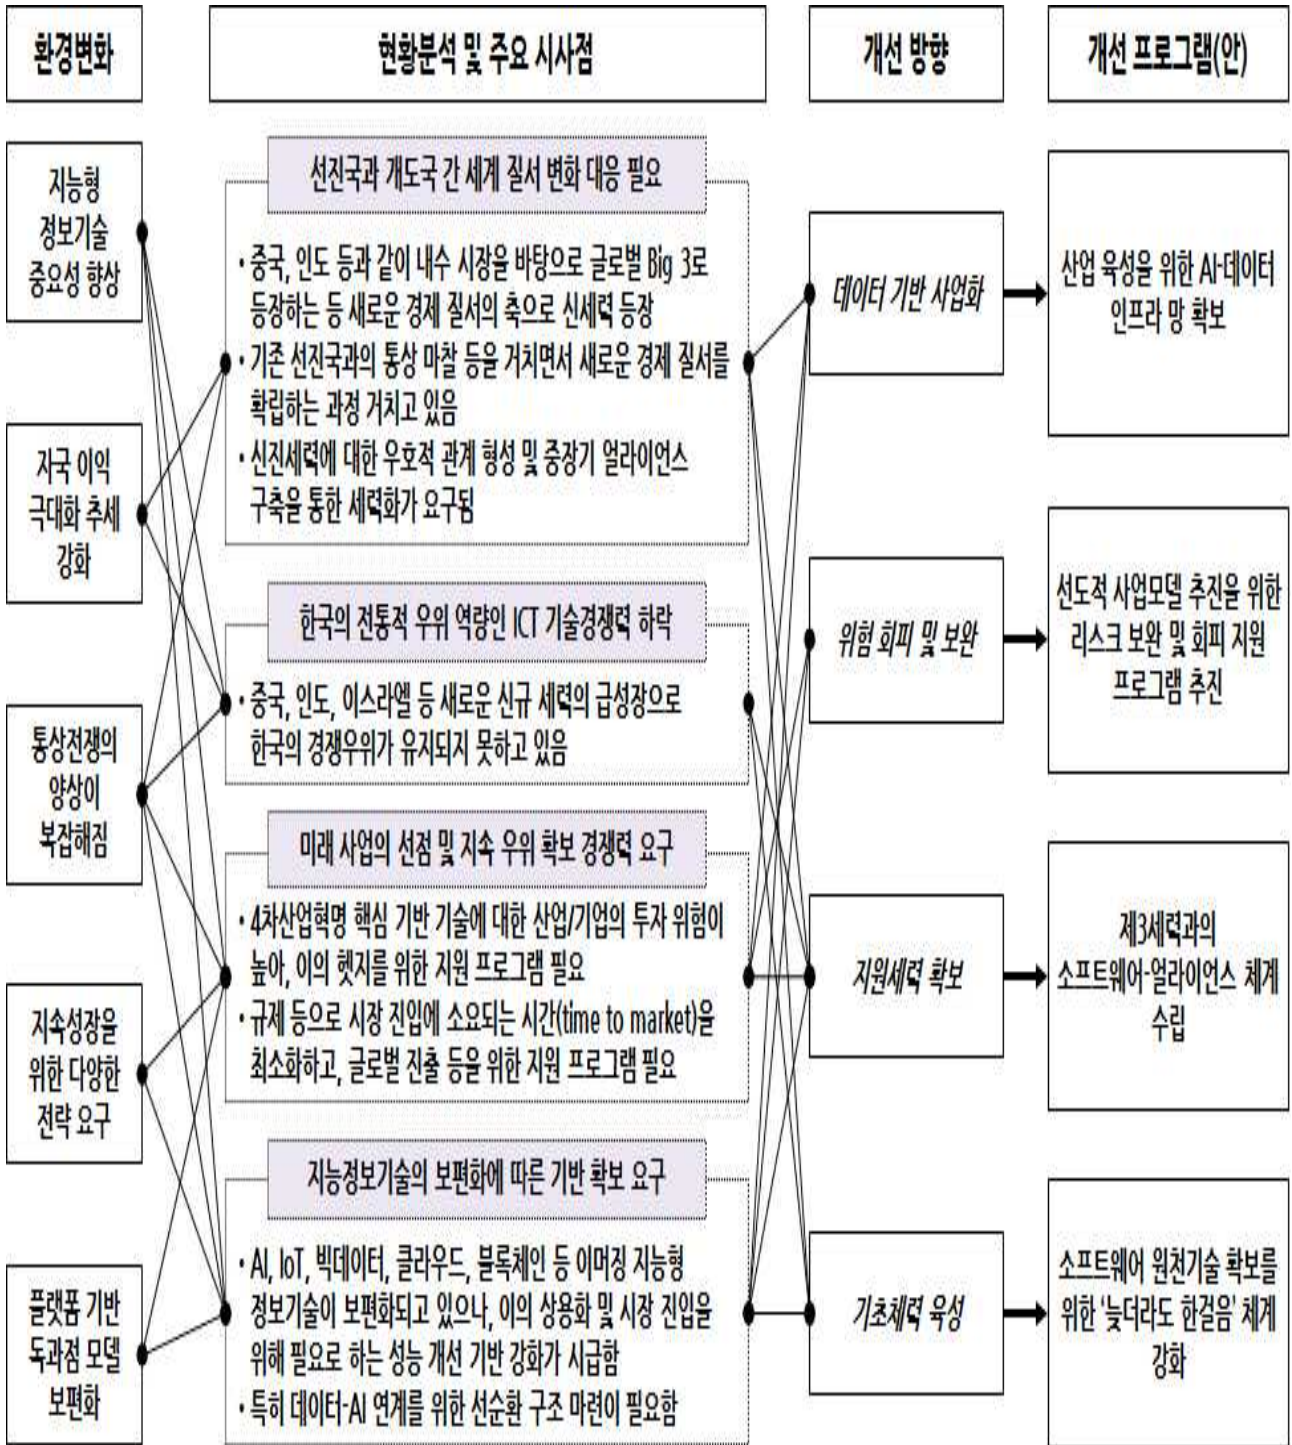 환경변화
현황분석 및 주요 시사점
개선 방향
개선 프로그램(안)
지능형
정보기술
중요성 향상
자국 이익
극대화 추세
강화
통상전쟁의
양상이
복잡해짐
지속성장을
위한 다양한
전략 요구
플랫폼 기반
독과점 모델
보편화
선진국과 개도국 간 세계 질서 변화 대응 필요
• 중국, 인도 등과 같이 내수 시장을 바탕으로 글로벌 Big 3로
등장하는 등 새로운 경제 질서의 축으로 신세력 등장
• 기존 선진국과의 통상 마찰 등을 거치면서 새로운 경제 질서를
확립하는 과정 거치고 있음
• 신진세력에 대한 우호적 관계 형성 및 중장기 얼라이언스
구축을 통한 세력화가 요구됨
한국의 전통적 우위 역량인 ICT 기술경쟁력 하락
• 중국, 인도, 이스라엘 등 새로운 신규 세력의 급성장으로
한국의 경쟁우위가 유지되지 못하고 있음
미래 사업의 선점 및 지속 우위 확보 경쟁력 요구
• 4차산업혁명 핵심 기반 기술에 대한 산업/기업의 투자 위험이
높아, 이의 헷지를 위한 지원 프로그램 필요
• 규제 등으로 시장 진입에 소요되는 시간(time to market)을
최소화하고, 글로벌 진출 등을 위한 지원 프로그램 필요
지능정보기술의 보편화에 따른 기반 확보 요구
• AI, IoT, 빅데이터, 클라우드, 블록체인 등 이머징 지능형
정보기술이 보편화되고 있으나, 이의 상용화 및 시장 진입을
위해 필요로 하는 성능 개선 기반 강화가 시급함
• 특히 데이터-AI 연계를 위한 선순환 구조 마련이 필요함
데이터 기반 사업화
위험 회피 및 보완
지원세력 확보
기초체력 육성
산업 육성을 위한 AI-데이터
인프라 망 확보
선도적 사업모델 추진을 위한
리스크 보완 및 회피 지원
프로그램 추진
제3세력과의
소프트웨어-얼라이언스 체계
수립
소프트웨어 원천기술 확보를
위한 '늦더라도 한걸음' 체계
강화